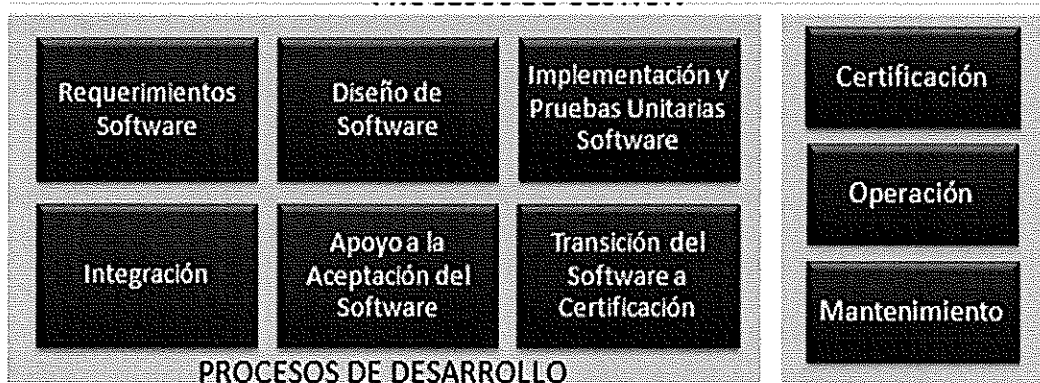 Requerimientos
Software
Diseño de
Software
Implementación y
Pruebas Unitarias
Software
Integración
Apoyo a la
Aceptación del
Software
Transición del
Software a
Certificación
PROCESOS DE DESARROLLO
Certificación
Operación
Mantenimiento